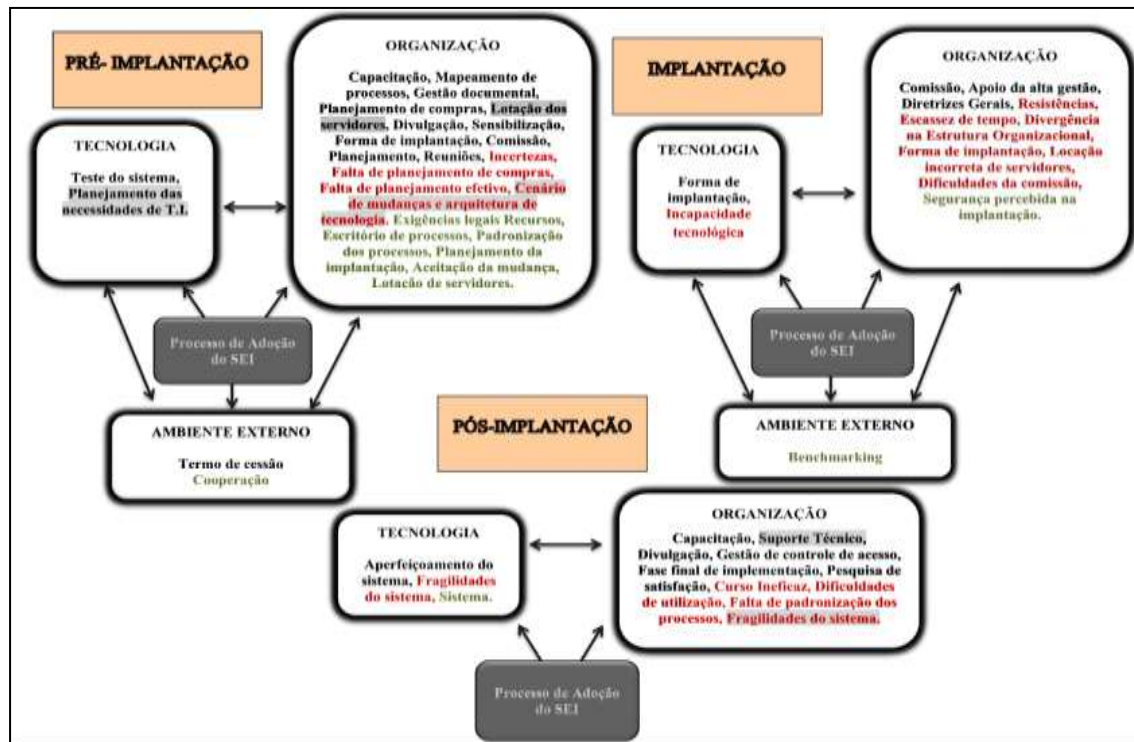 PRÉ- IMPLANTAÇÃO
ORGANIZAÇÃO
Capacitação, Mapeamento de
processos, Gestão documental,
Planejamento de compras, Lotação dos
servidores, Divulgação, Sensibilização,
Forma de implantação, Comissão,
Planejamento, Reuniões, Incertezas,
Falta de planejamento de compras,
Falta de planejamento efetivo, Cenário
de mudanças e arquitetura de
tecnologia. Exigências legais Recursos,
Escritório de processos, Padronização
dos processos, Planejamento da
implantação, Aceitação da mudança,
Lotação de servidores.
TECNOLOGIA
Teste do sistema,
Planejamento das
necessidades de T.I.
Processo de Adoção
do SEI
AMBIENTE EXTERNO
Termo de cessão
Cooperação
IMPLANTAÇÃO
ORGANIZAÇÃO
Comissão, Apoio da alta gestão,
Diretrizes Gerais, Resistências,
Escassez de tempo, Divergência
na Estrutura Organizacional,
Forma de implantação, Locação
incorreta de servidores,
Dificuldades da comissão,
Segurança percebida na
implantação.
TECNOLOGIA
Forma de
implantação,
Incapacidade
tecnológica
Processo de Adoção
do SEI
AMBIENTE EXTERNO
Benchmarking
PÓS-IMPLANTAÇÃO
TECNOLOGIA
Aperfeiçoamento do
sistema, Fragilidades
do sistema, Sistema.
ORGANIZAÇÃO
Capacitação, Suporte Técnico,
Divulgação, Gestão de controle de acesso,
Fase final de implementação, Pesquisa de
satisfação, Curso Ineficaz, Dificuldades
de utilização, Falta de padronização dos
processos, Fragilidades do sistema.
Processo de Adoção
do SEI